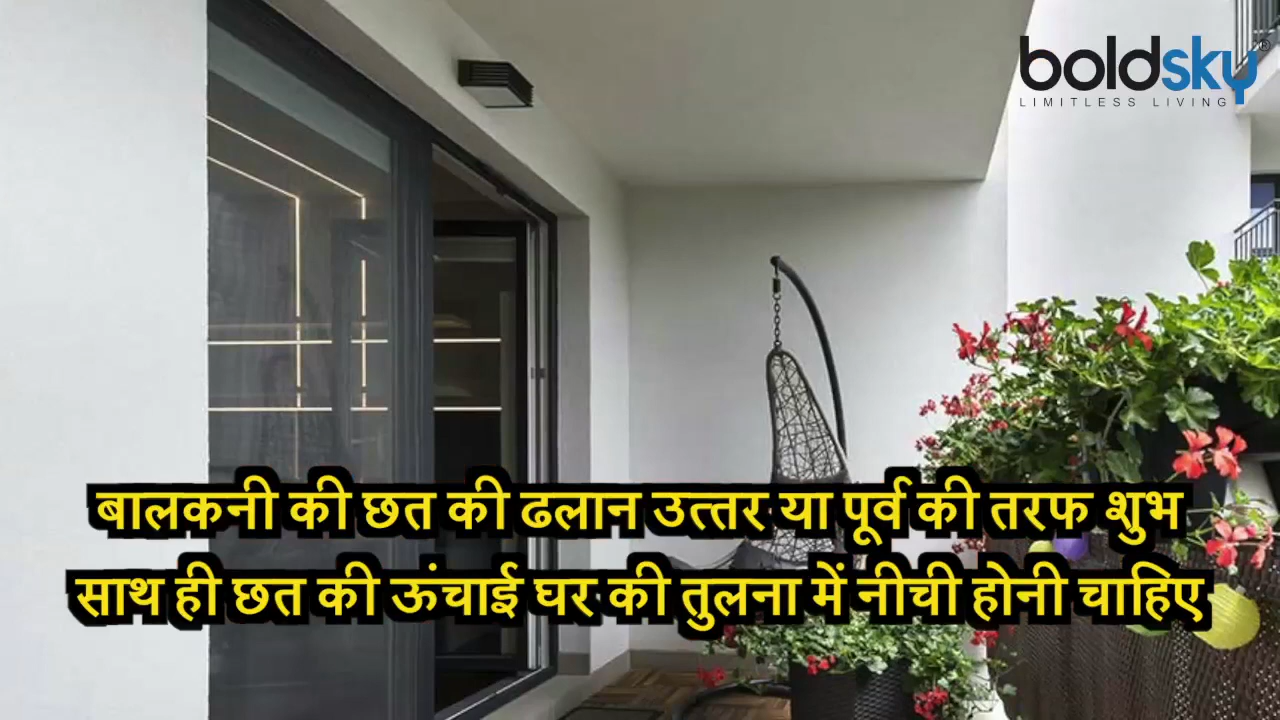 boldsky®
LIMITLESS LIVING
बालकनी की छत की ढलान उत्तर या पूर्व की तरफ शुभ
साथ ही छत की ऊंचाई घर की तुलना में नीची होनी चाहिए